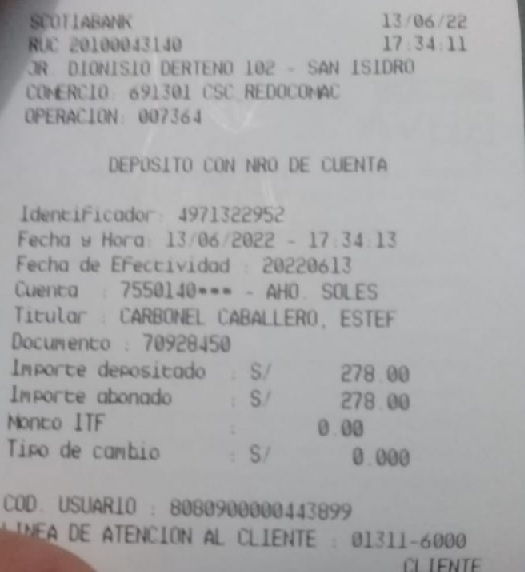 SCOTIABANK 13/06/22
RUC 20100043140 17:34:11
JR. DIONISIO DERTENO 102 - SAN ISIDRO
COMERCIO: 691301 CSC REDOCOMAC
OPERACION: 007364
DEPOSITO CON NRO DE CUENTA
Identificador: 4971322952
Fecha y Hora: 13/06/2022 - 17:34:13
Fecha de Efectividad : 20220613
Cuenta : 7550140*** - AHO. SOLES
Titular : CARBONEL CABALLERO, ESTEF
Documento : 70928450
Importe depositado : S/ 278.00
Importe abonado : S/ 278.00
Monto ITF : 0.00
Tipo de cambio : S/ 0.000
COD. USUARIO : 8080900000443899
LINEA DE ATENCION AL CLIENTE : 01311-6000
CLIENTE